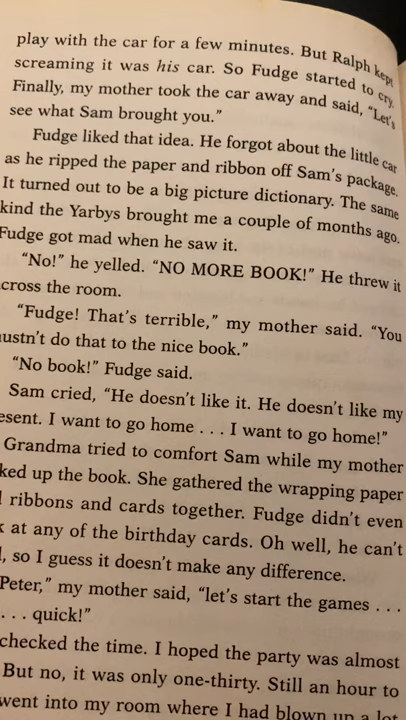 play with the car for a few minutes. But Ralph kept
screaming it was his car. So Fudge started to cry.
Finally, my mother took the car away and said, “Let’s
see what Sam brought you.”
Fudge liked that idea. He forgot about the little car
as he ripped the paper and ribbon off Sam’s package.
It turned out to be a big picture dictionary. The same
kind the Yarbys brought me a couple of months ago.
Fudge got mad when he saw it.
“No!” he yelled. “NO MORE BOOK!” He threw it
cross the room.
“Fudge! That’s terrible,” my mother said. “You
ustn’t do that to the nice book.”
“No book!” Fudge said.
Sam cried, “He doesn’t like it. He doesn’t like my
esent. I want to go home . . . I want to go home!”
Grandma tried to comfort Sam while my mother
ked up the book. She gathered the wrapping paper
ribbons and cards together. Fudge didn’t even
at any of the birthday cards. Oh well, he can’t
, so I guess it doesn’t make any difference.
Peter,” my mother said, “let’s start the games . . .
. . . quick!”
checked the time. I hoped the party was almost
But no, it was only one-thirty. Still an hour to
went into my room where I had blown up a lot